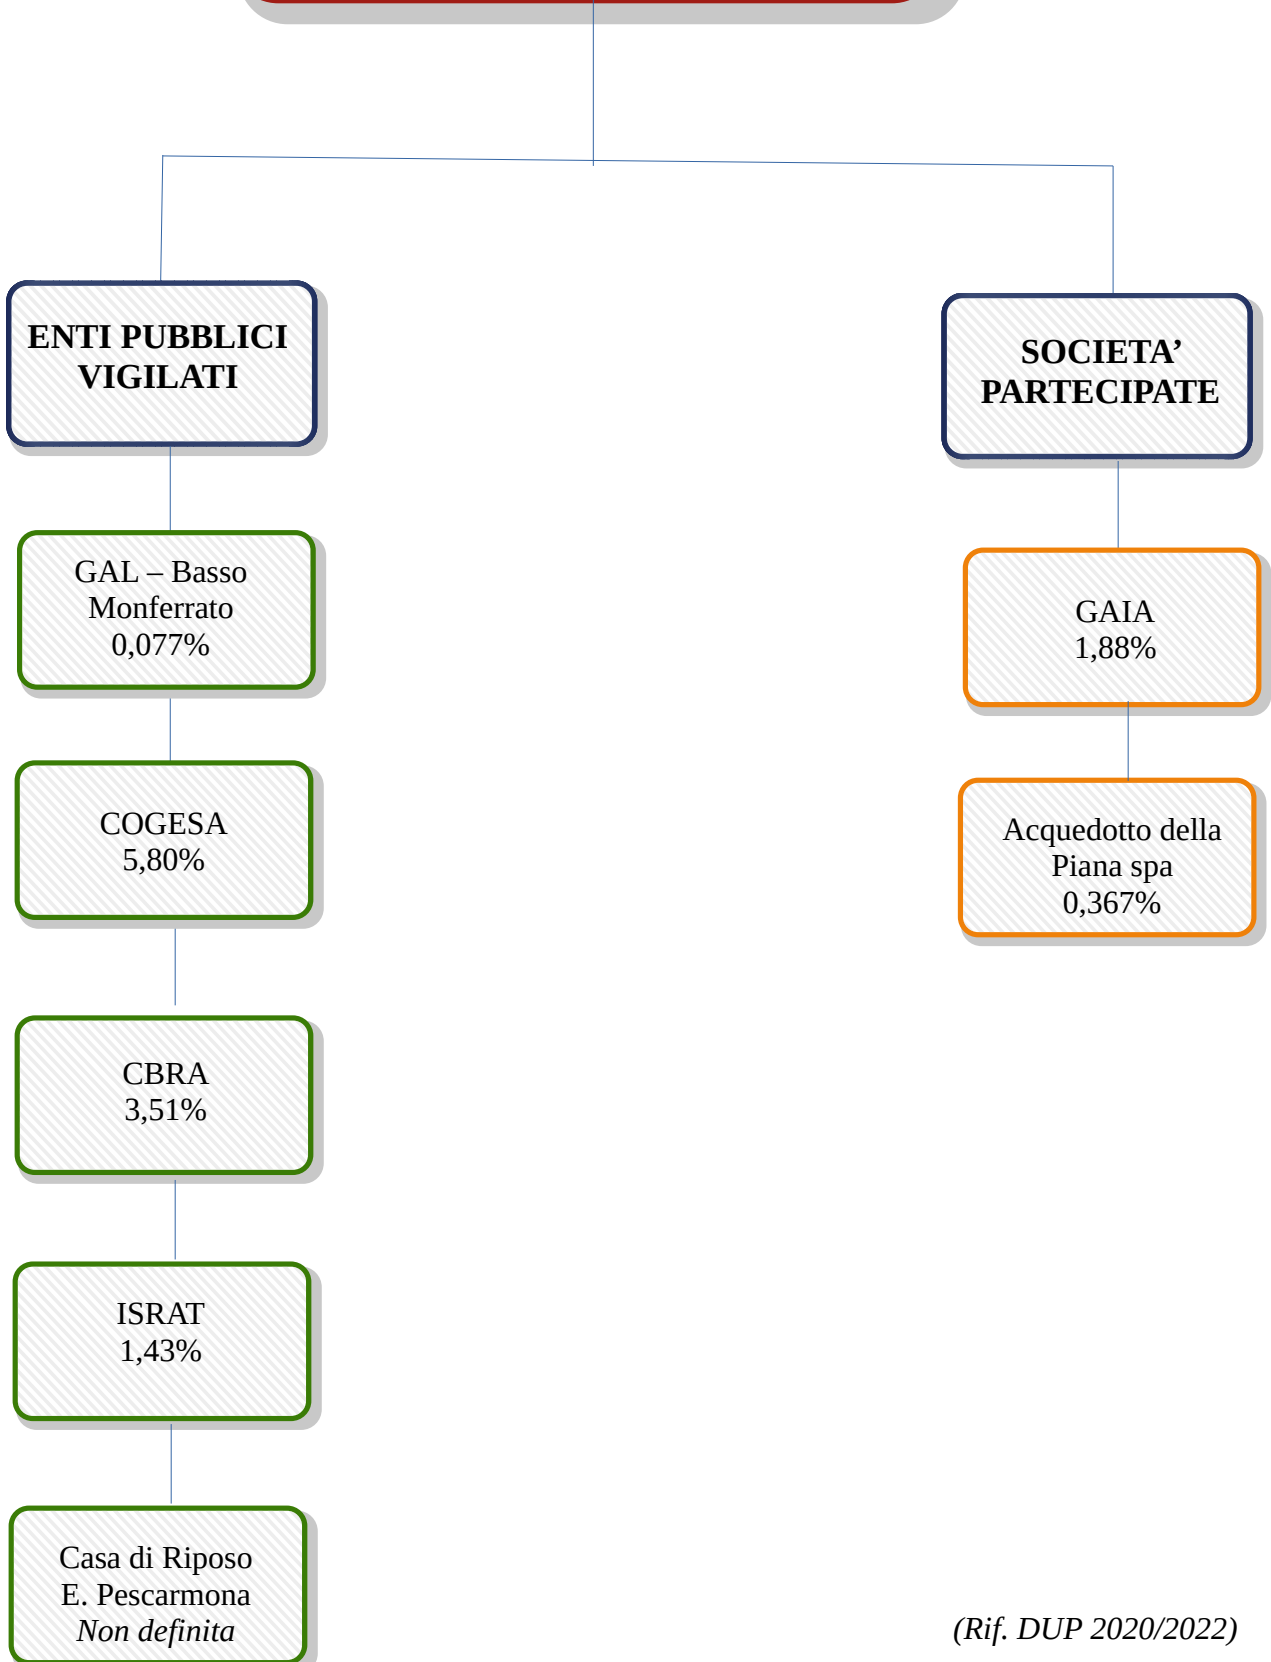 ENTI PUBBLICI
VIGILATI
GAL – Basso
Monferrato
0,077%
COGESA
5,80%
CBRA
3,51%
ISRAT
1,43%
Casa di Riposo
E. Pescarmona
Non definita
SOCIETA’
PARTECIPATE
GAIA
1,88%
Acquedotto della
Piana spa
0,367%
(Rif. DUP 2020/2022)